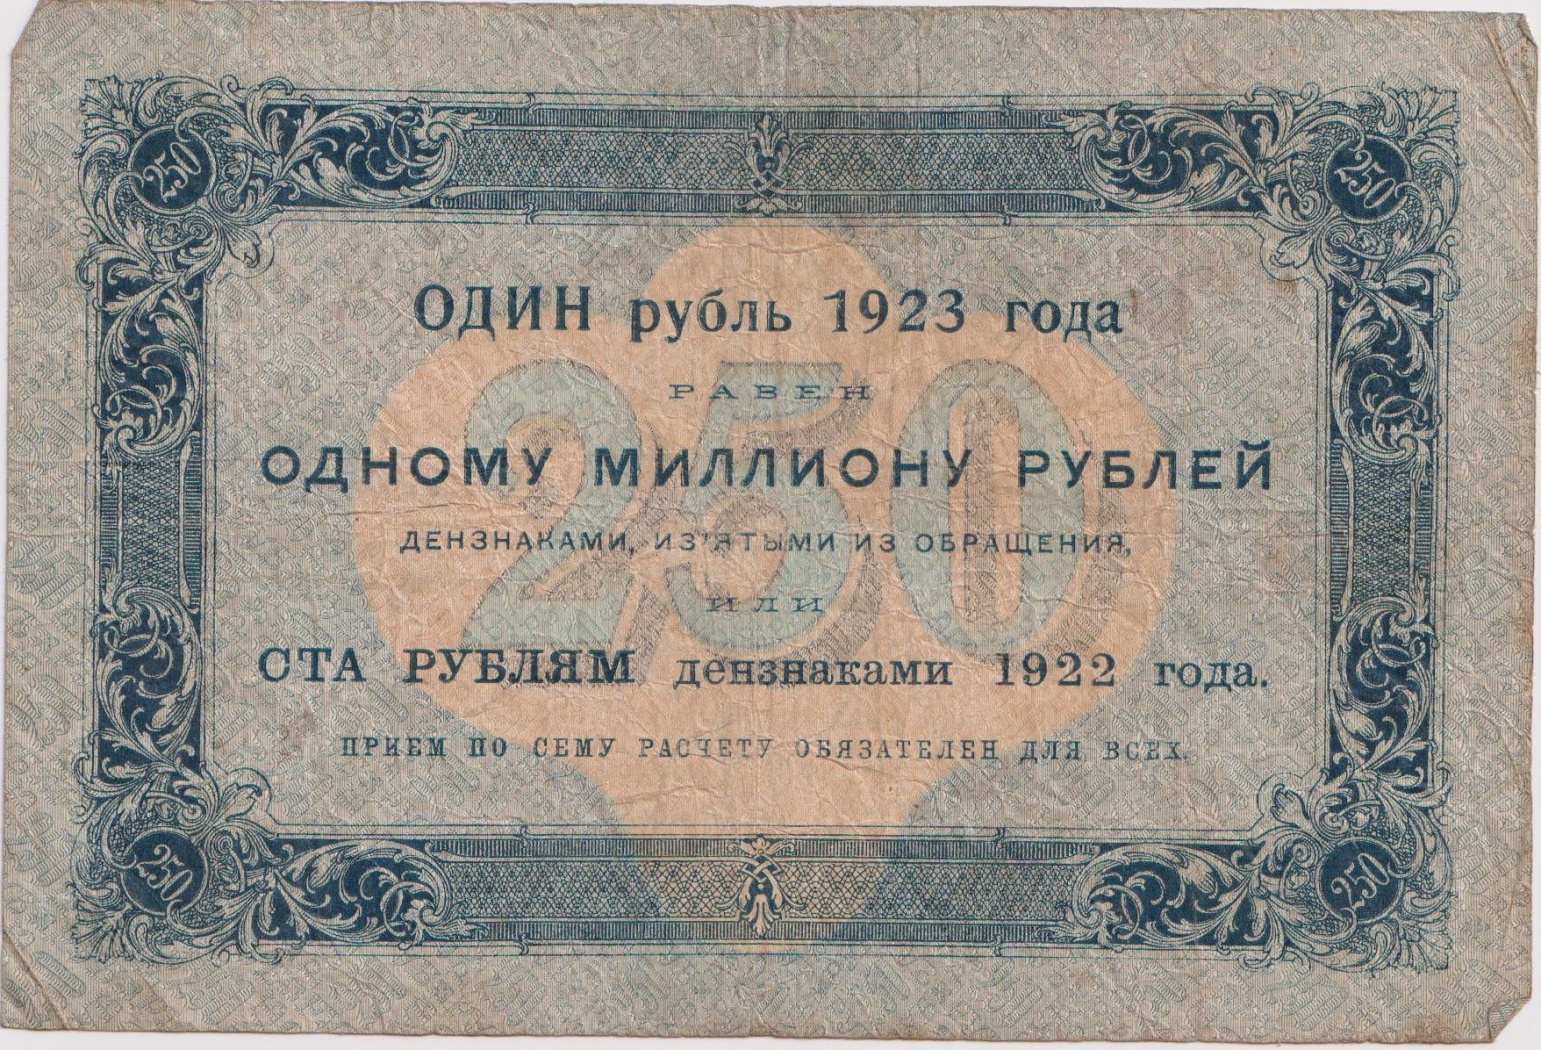 250 250
ОДИН рубль 1923 года
РАВЕН
ОДНОМУ МИЛЛИОНУ РУБЛЕЙ
250
ДЕНЗНАКАМИ, ИЗ'ЯТЫМИ ИЗ ОБРАЩЕНИЯ,
ИЛИ
СТА РУБЛЯМ дензнаками 1922 года.
ПРИЕМ ПО СЕМУ РАСЧЕТУ ОБЯЗАТЕЛЕН ДЛЯ ВСЕХ.
250 250